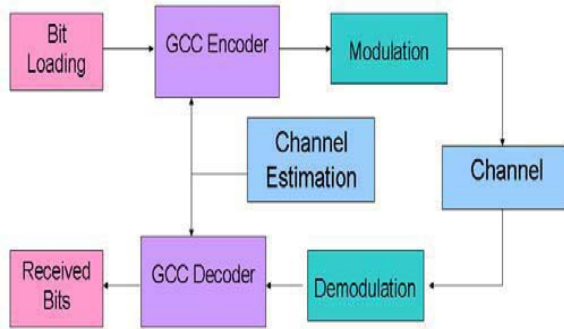 Bit
Loading
GCC Encoder
Modulation
Channel
Estimation
Channel
Received
Bits
GCC Decoder
Demodulation